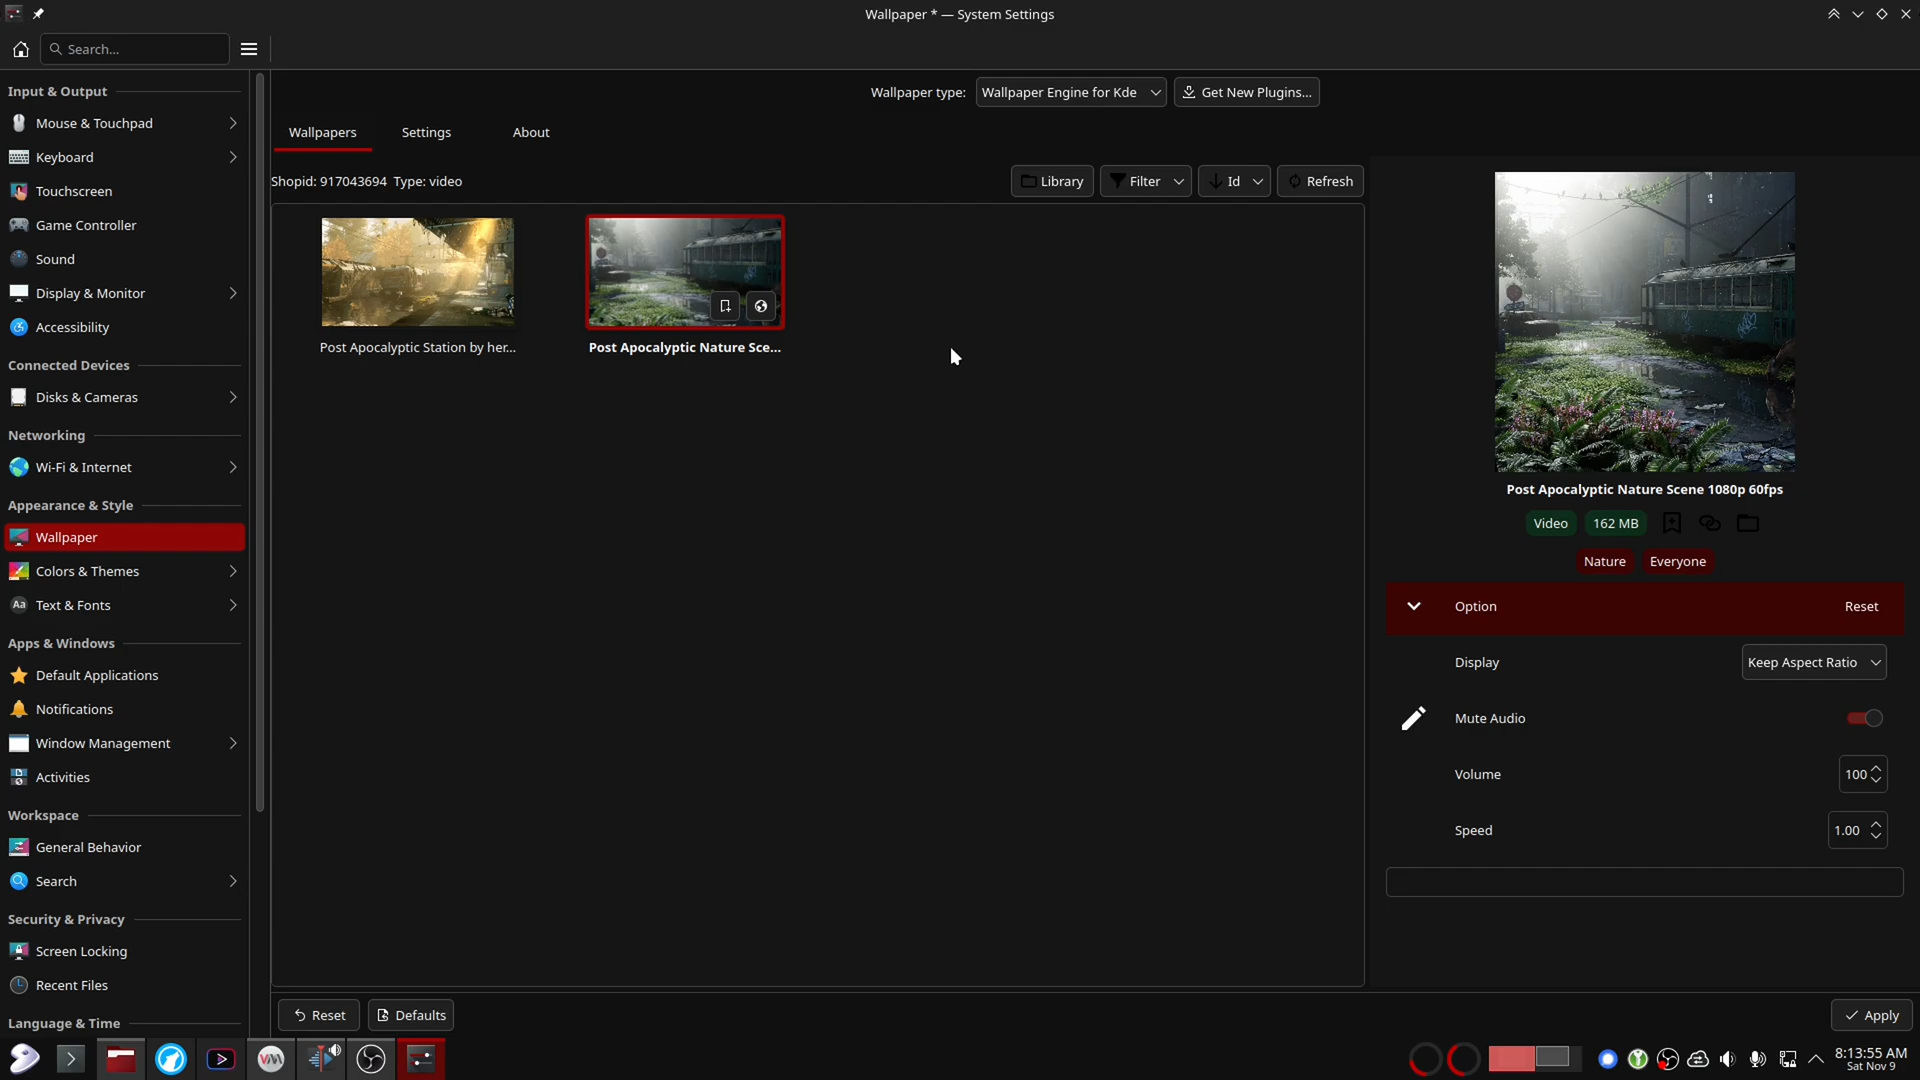 Wallpaper * — System Settings
Search...
Input & Output
Mouse & Touchpad
Keyboard
Touchscreen
Game Controller
Sound
Display & Monitor
Accessibility
Connected Devices
Disks & Cameras
Networking
Wi-Fi & Internet
Appearance & Style
Wallpaper
Colors & Themes
Aa Text & Fonts
Apps & Windows
Default Applications
Notifications
Window Management
Activities
Workspace
General Behavior
Search
Security & Privacy
Screen Locking
Recent Files
Language & Time
Wallpaper type: Wallpaper Engine for Kde Get New Plugins...
Wallpapers Settings About
Shopid: 917043694 Type: video Library Filter Id Refresh
Post Apocalyptic Station by her...
Post Apocalyptic Nature Sce...
Post Apocalyptic Nature Scene 1080p 60fps
Video 162 MB
Nature Everyone
Option Reset
Display Keep Aspect Ratio
Mute Audio
Volume 100
Speed 1.00
Reset Defaults Apply
8:13:55 AM
Sat Nov 9